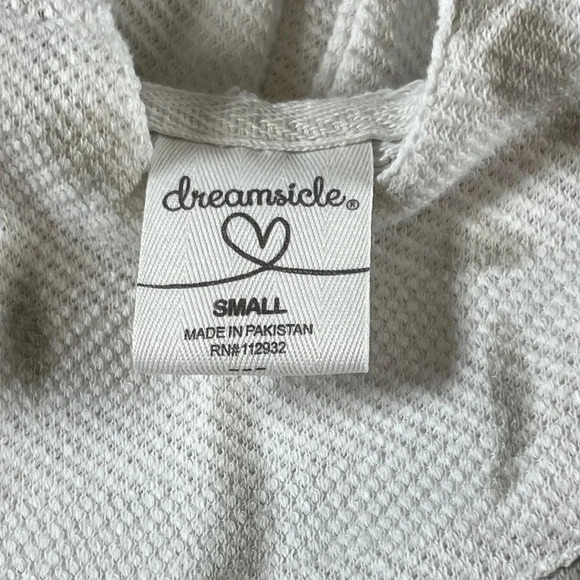 dreamsicle®
SMALL
MADE IN PAKISTAN
RN#112932